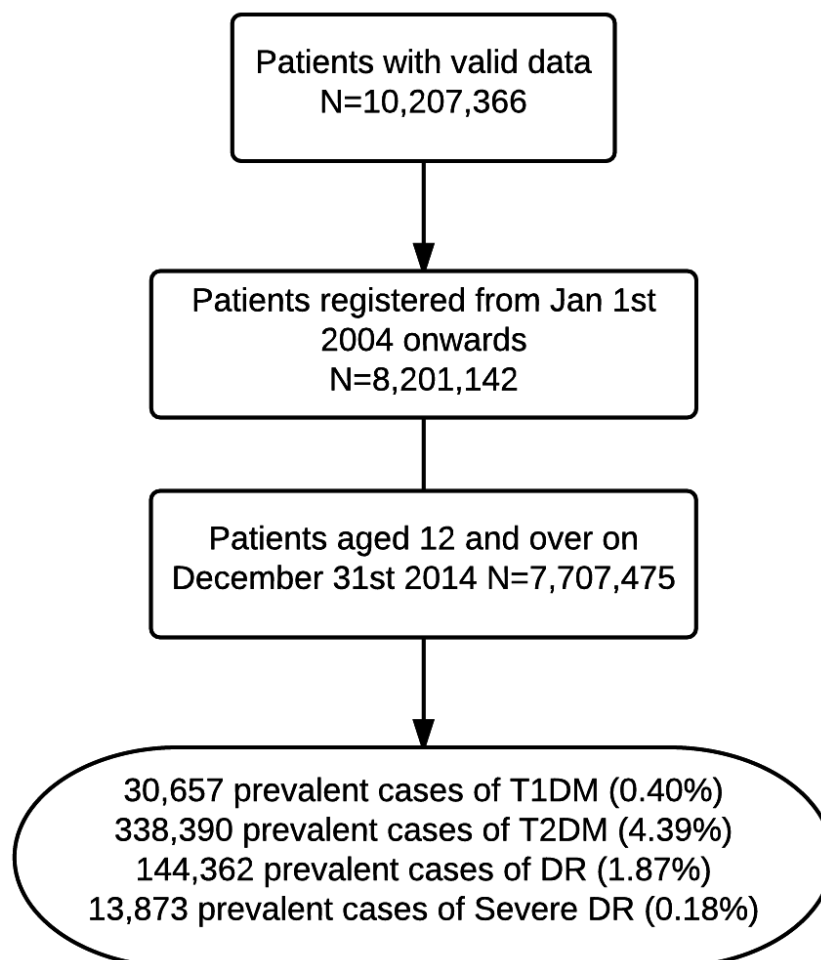 Patients with valid data
N=10,207,366
Patients registered from Jan 1st
2004 onwards
N=8,201,142
Patients aged 12 and over on
December 31st 2014 N=7,707,475
30,657 prevalent cases of T1DM (0.40%)
338,390 prevalent cases of T2DM (4.39%)
144,362 prevalent cases of DR (1.87%)
13,873 prevalent cases of Severe DR (0.18%)